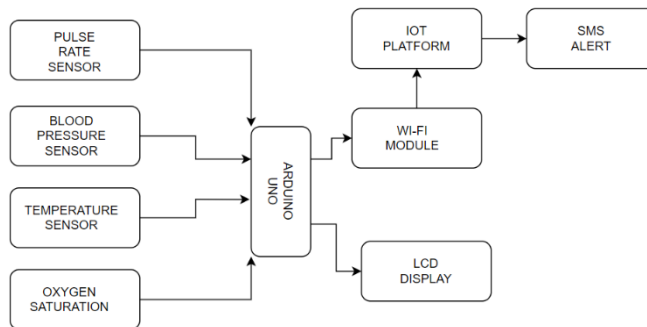 PULSE
RATE
SENSOR
BLOOD
PRESSURE
SENSOR
TEMPERATURE
SENSOR
OXYGEN
SATURATION
ARDUINO
UNO
IOT
PLATFORM
SMS
ALERT
WI-FI
MODULE
LCD
DISPLAY